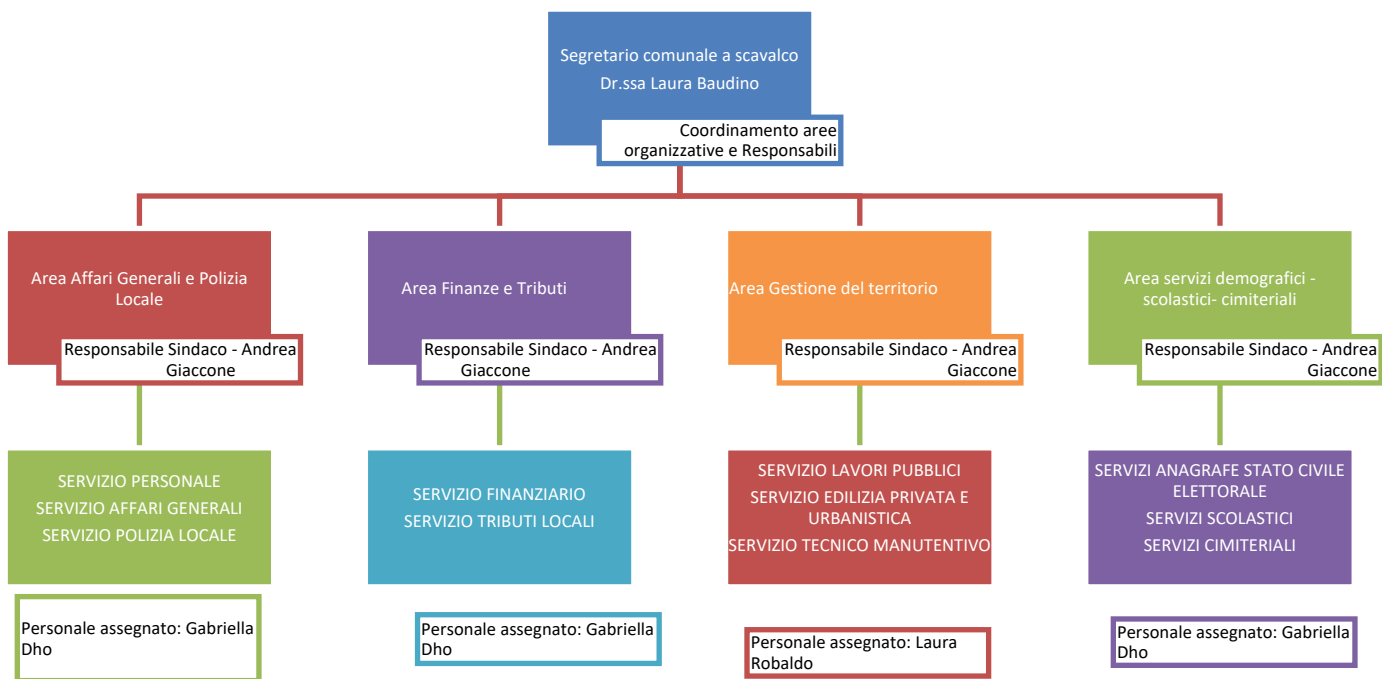 Segretario comunale a scavalco
Dr.ssa Laura Baudino
Coordinamento aree
organizzative e Responsabili
Area Affari Generali e Polizia
Locale
Responsabile Sindaco - Andrea
Giaccone
Area Finanze e Tributi
Responsabile Sindaco - Andrea
Giaccone
Area Gestione del territorio
Responsabile Sindaco - Andrea
Giaccone
Area servizi demografici -
scolastici- cimiteriali
Responsabile Sindaco - Andrea
Giaccone
SERVIZIO PERSONALE
SERVIZIO AFFARI GENERALI
SERVIZIO POLIZIA LOCALE
Personale assegnato: Gabriella
Dho
SERVIZIO FINANZIARIO
SERVIZIO TRIBUTI LOCALI
Personale assegnato: Gabriella
Dho
SERVIZIO LAVORI PUBBLICI
SERVIZIO EDILIZIA PRIVATA E
URBANISTICA
SERVIZIO TECNICO MANUTENTIVO
Personale assegnato: Laura
Robaldo
SERVIZI ANAGRAFE STATO CIVILE
ELETTORALE
SERVIZI SCOLASTICI
SERVIZI CIMITERIALI
Personale assegnato: Gabriella
Dho